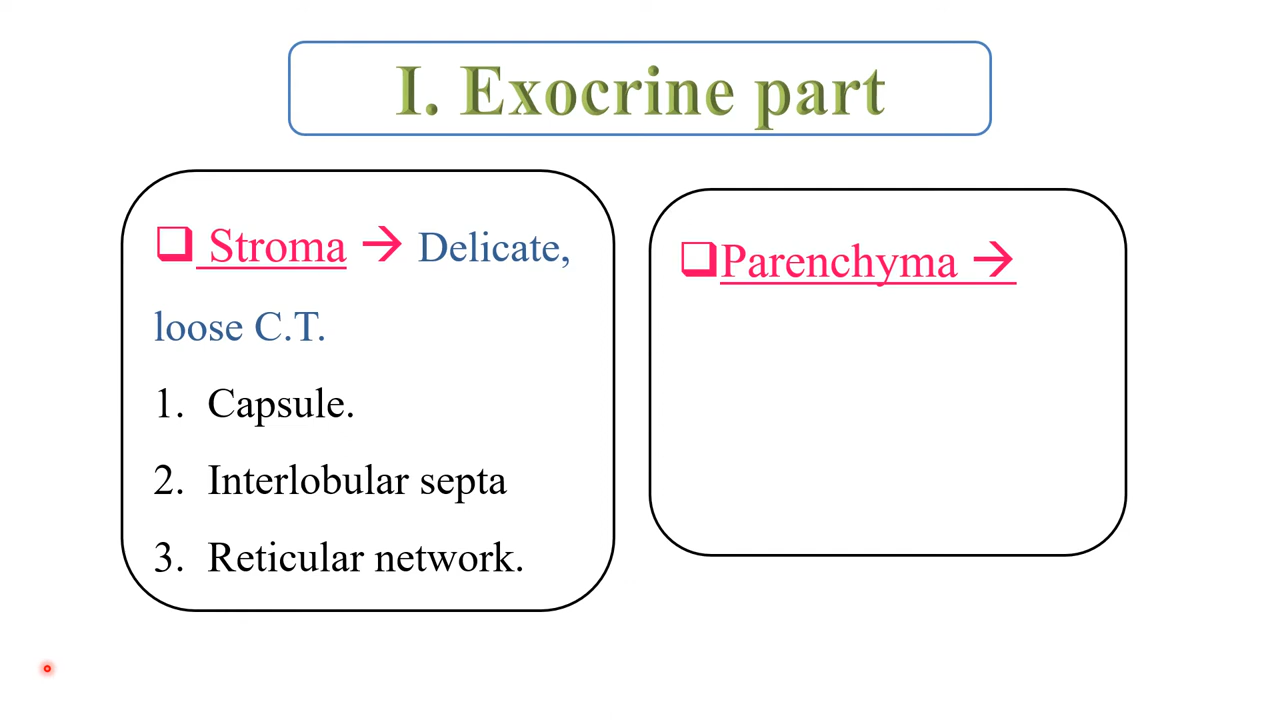 I. Exocrine part
❑ Stroma → Delicate,
loose C.T.
1. Capsule.
2. Interlobular septa
3. Reticular network.
❑Parenchyma →